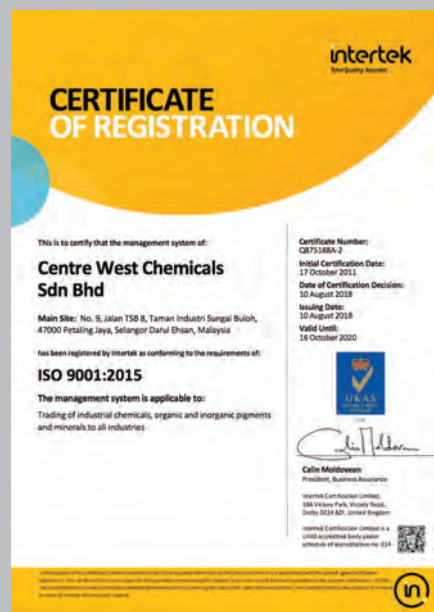 intertek
Total Quality. Assured.
CERTIFICATE
OF REGISTRATION
This is to certify that the management system of:
Centre West Chemicals
Sdn Bhd
Main Site: No. 9, Jalan TSB 8, Taman Industri Sungai Buloh,
47000 Petaling Jaya, Selangor Darul Ehsan, Malaysia
has been registered by Intertek as conforming to the requirements of:
ISO 9001:2015
The management system is applicable to:
Trading of industrial chemicals, organic and inorganic pigments
and minerals to all industries
Certificate Number:
QB75188A-2
Initial Certification Date:
17 October 2011
Date of Certification Decision:
10 August 2018
Issuing Date:
10 August 2018
Valid Until:
16 October 2020
UKAS
Calin Moldovean
Calin Moldovean
President, Business Assurance
Intertek Certification Limited,
10A Victory Park, Victory Road,
Derby DE24 8ZF, United Kingdom
Intertek Certification Limited is a
UKAS accredited body under
schedule of accreditation no. 014
in